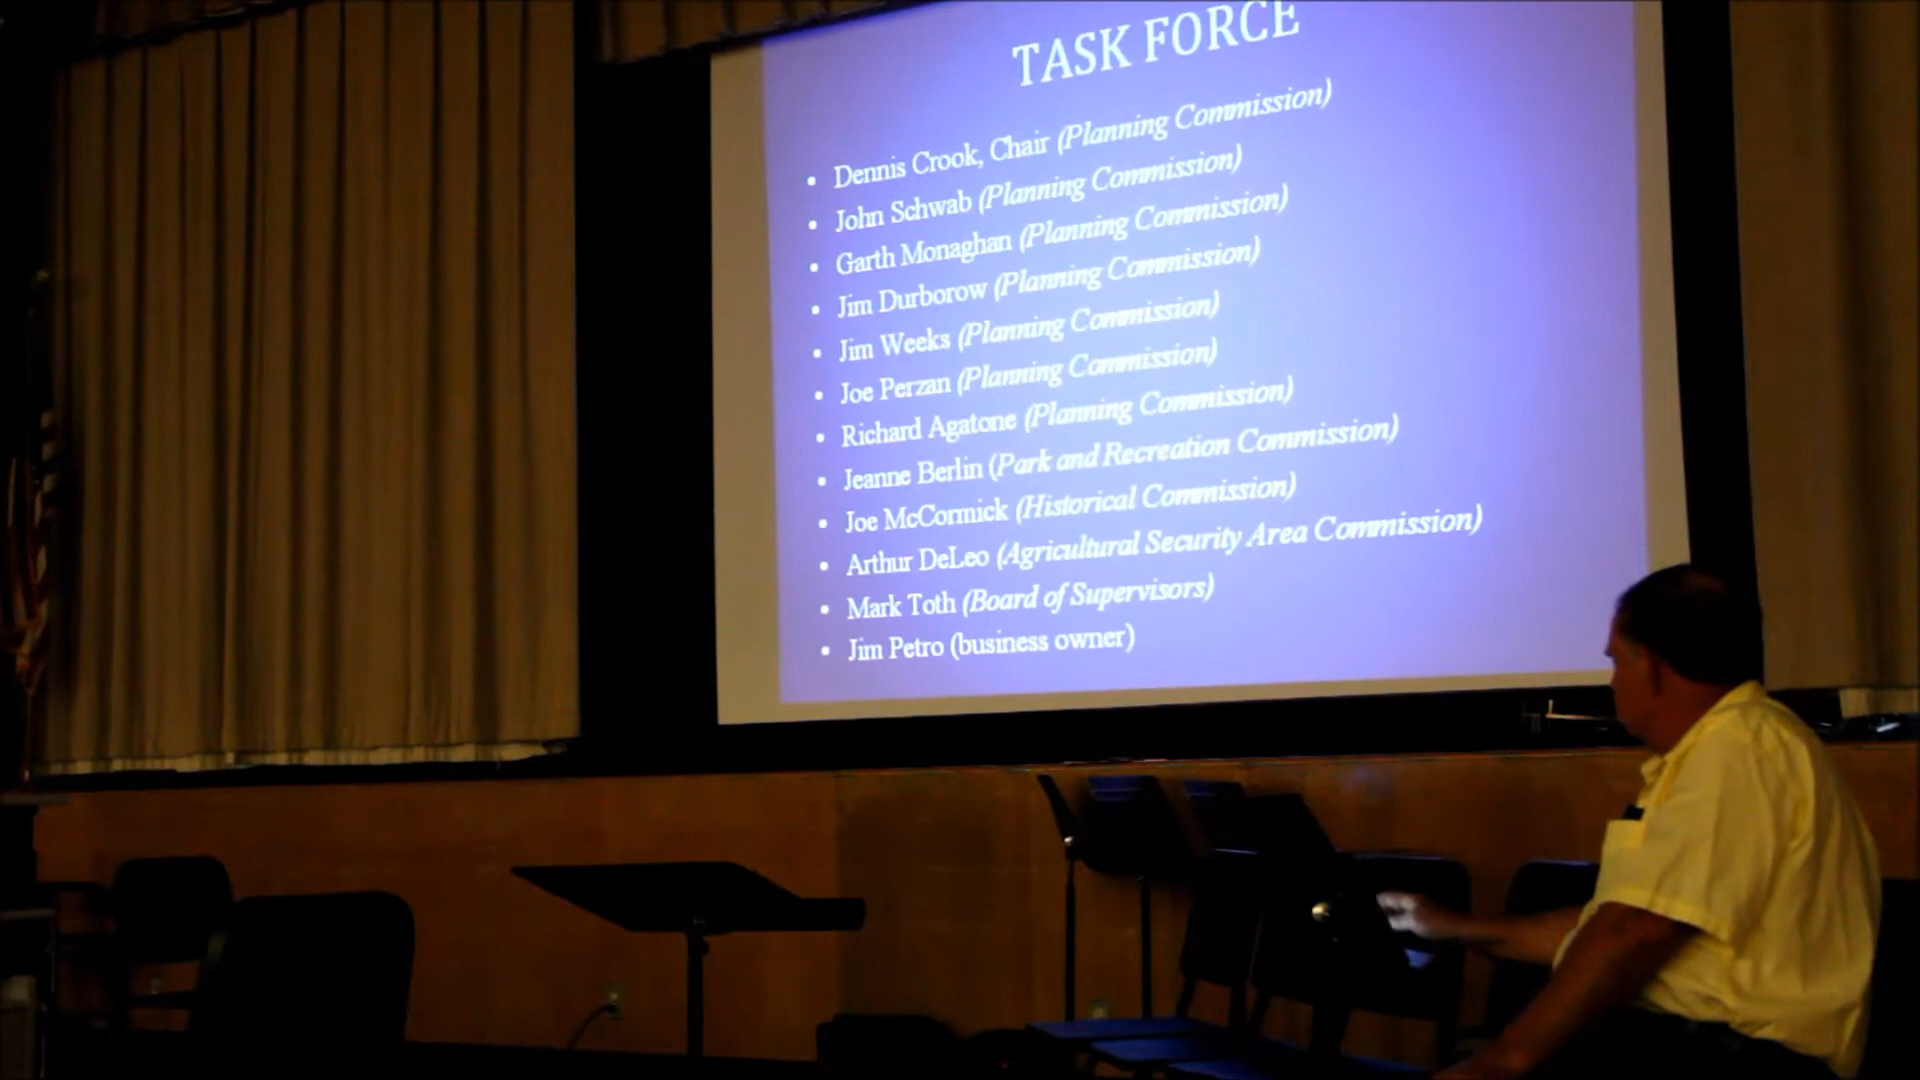 TASK FORCE
• Dennis Crook, Chair (Planning Commission)
• John Schwab (Planning Commission)
• Garth Monaghan (Planning Commission)
• Jim Durborow (Planning Commission)
• Jim Weeks (Planning Commission)
• Joe Perzan (Planning Commission)
• Richard Agatone (Planning Commission)
• Jeanne Berlin (Park and Recreation Commission)
• Joe McCormick (Historical Commission)
• Arthur DeLeo (Agricultural Security Area Commission)
• Mark Toth (Board of Supervisors)
• Jim Petro (business owner)